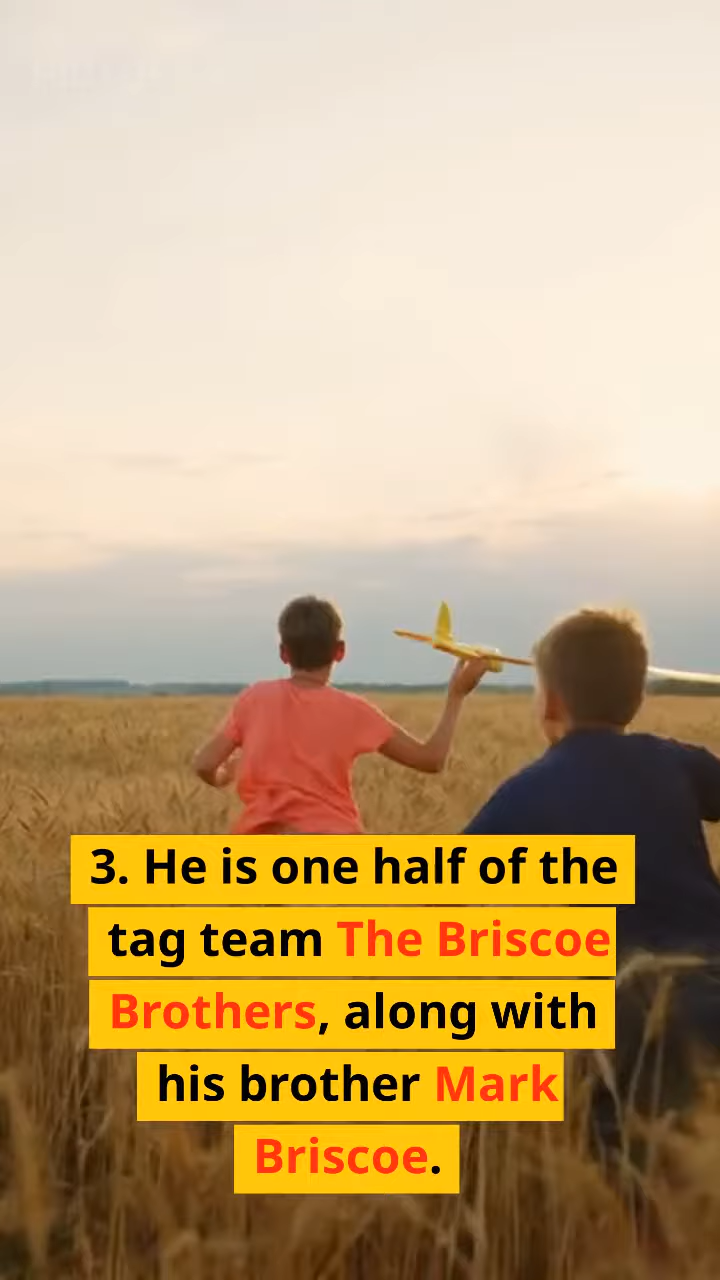 3. He is one half of the
tag team The Briscoe
Brothers, along with
his brother Mark
Briscoe.